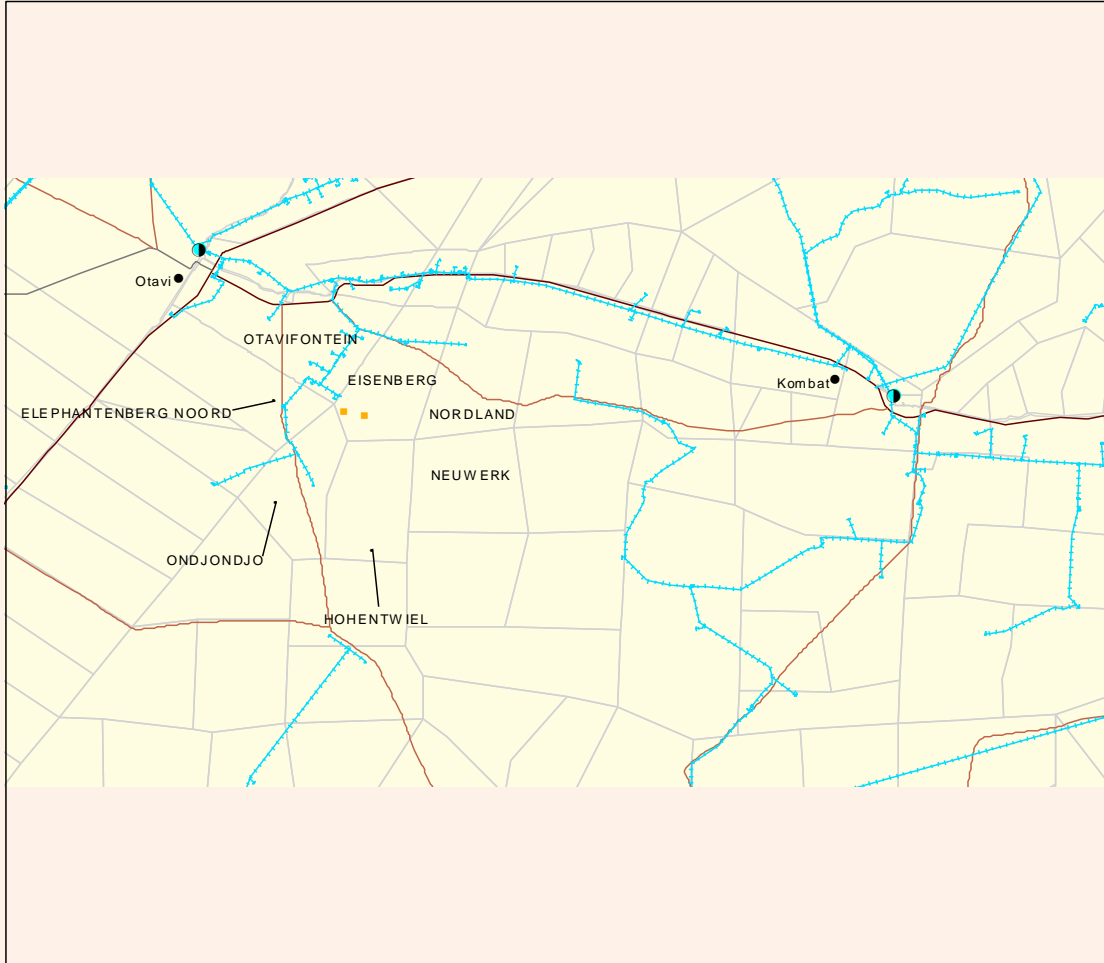 Otavi
OTAVIFONTEIN
EISENBERG
Kombat
ELEPHANTENBERG NOORD
NORDLAND
NEUWERK
ONDJONDJO
HOHENTWIEL